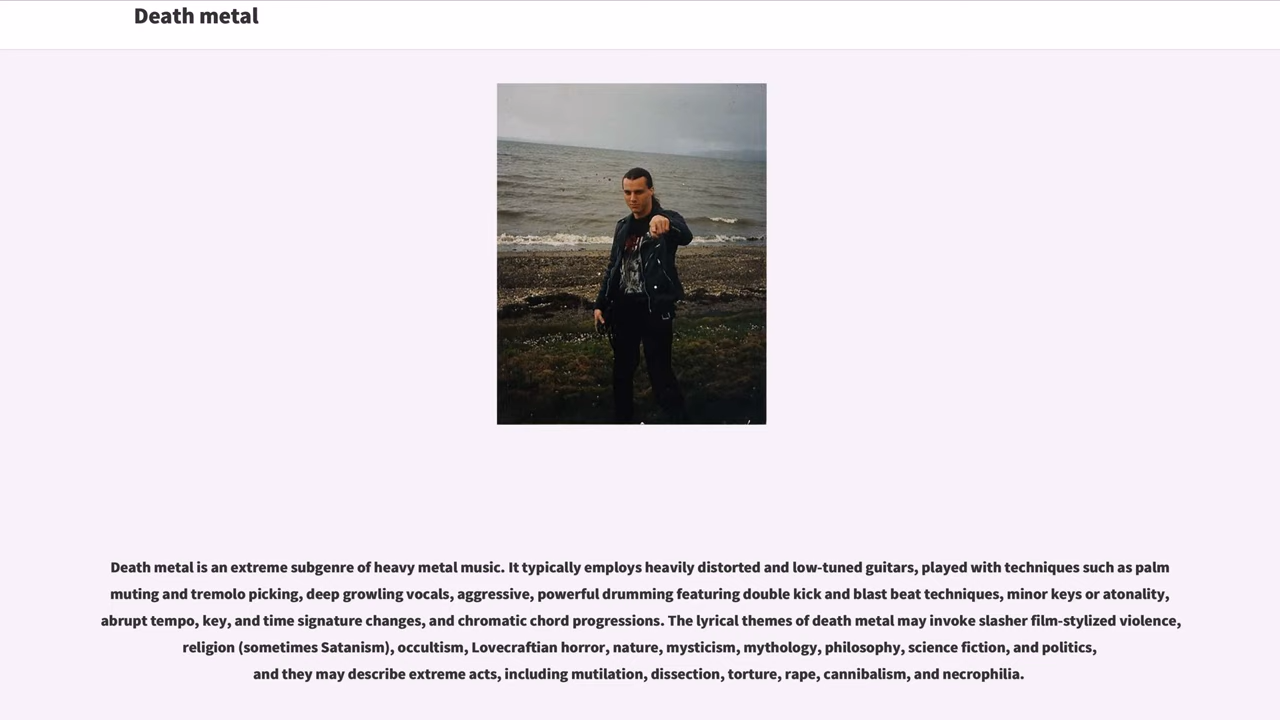 Death metal
Death metal is an extreme subgenre of heavy metal music. It typically employs heavily distorted and low-tuned guitars, played with techniques such as palm
muting and tremolo picking, deep growling vocals, aggressive, powerful drumming featuring double kick and blast beat techniques, minor keys or atonality,
abrupt tempo, key, and time signature changes, and chromatic chord progressions. The lyrical themes of death metal may invoke slasher film-stylized violence,
religion (sometimes Satanism), occultism, Lovecraftian horror, nature, mysticism, mythology, philosophy, science fiction, and politics,
and they may describe extreme acts, including mutilation, dissection, torture, rape, cannibalism, and necrophilia.